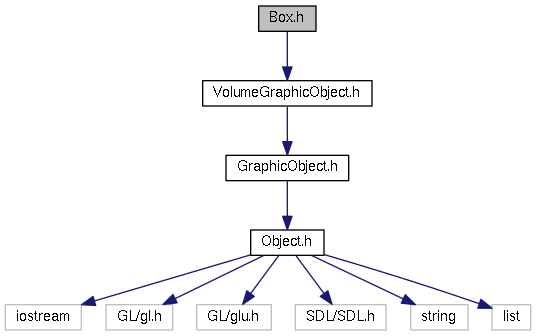 Box.h
VolumeGraphicObject.h
GraphicObject.h
Object.h
iostream
GL/gl.h
GL/glu.h
SDL/SDL.h
string
list